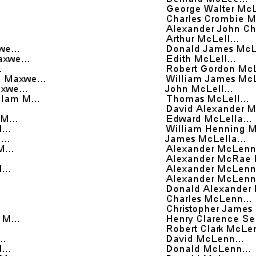 George Walter McL
Charles Crombie M
Alexander John Ch
Arthur McLell...
we... Donald James McL
axwe... Edith McLell...
Robert Gordon McL
Maxwe... William James McL
xwe... John McLell...
lam M... Thomas McLell...
David Alexander M
M... Edward McLella...
l... William Henning M
... James McLella...
M... Alexander McLenn
Alexander McRae
l... Alexander McLenn
Alexander McLenn
Donald Alexander
Charles McLenn...
Christopher James
M... Henry Clarence Se
Robert Clark McLer
... David McLenn...
l... Donald McLenn...